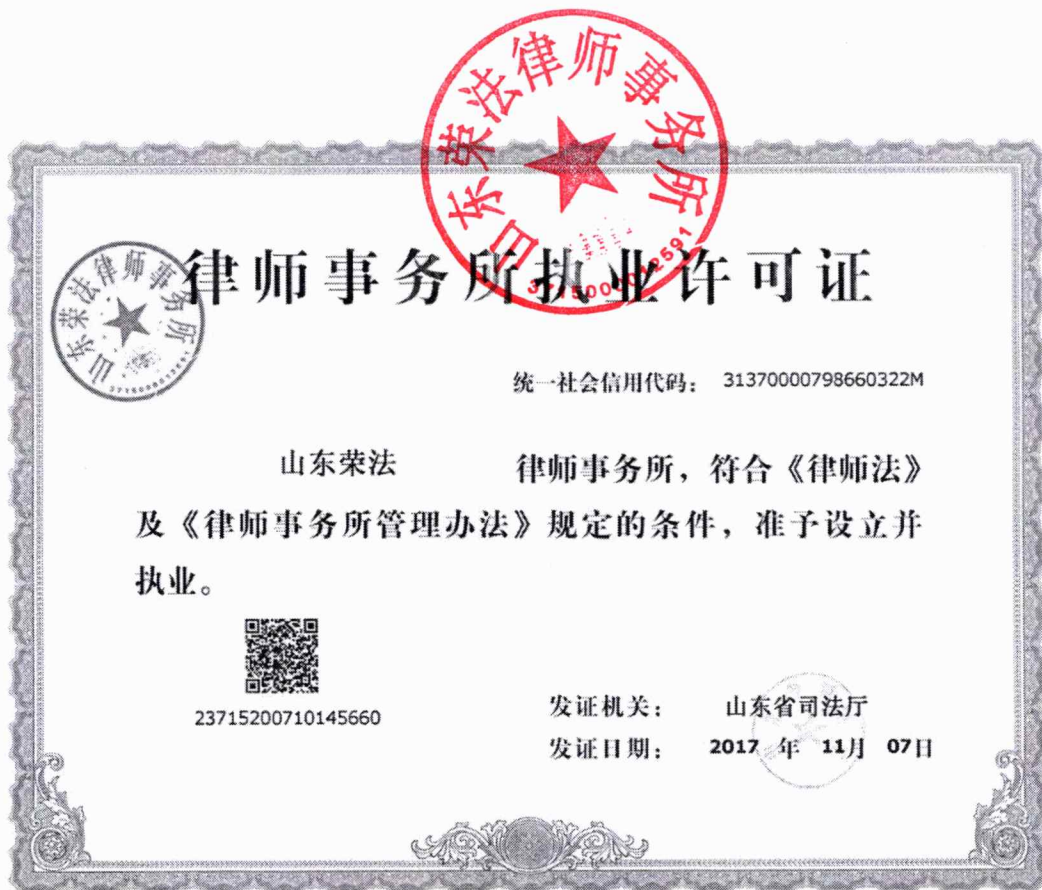 山东荣法律师事务所
律师事务所执业许可证
山东荣法律师事务所
统一社会信用代码: 31370000798660322M
山东荣法 律师事务所，符合《律师法》
及《律师事务所管理办法》规定的条件，准予设立并
执业。
23715200710145660
发证机关: 山东省司法厅
发证日期: 2017 年 11月 07日